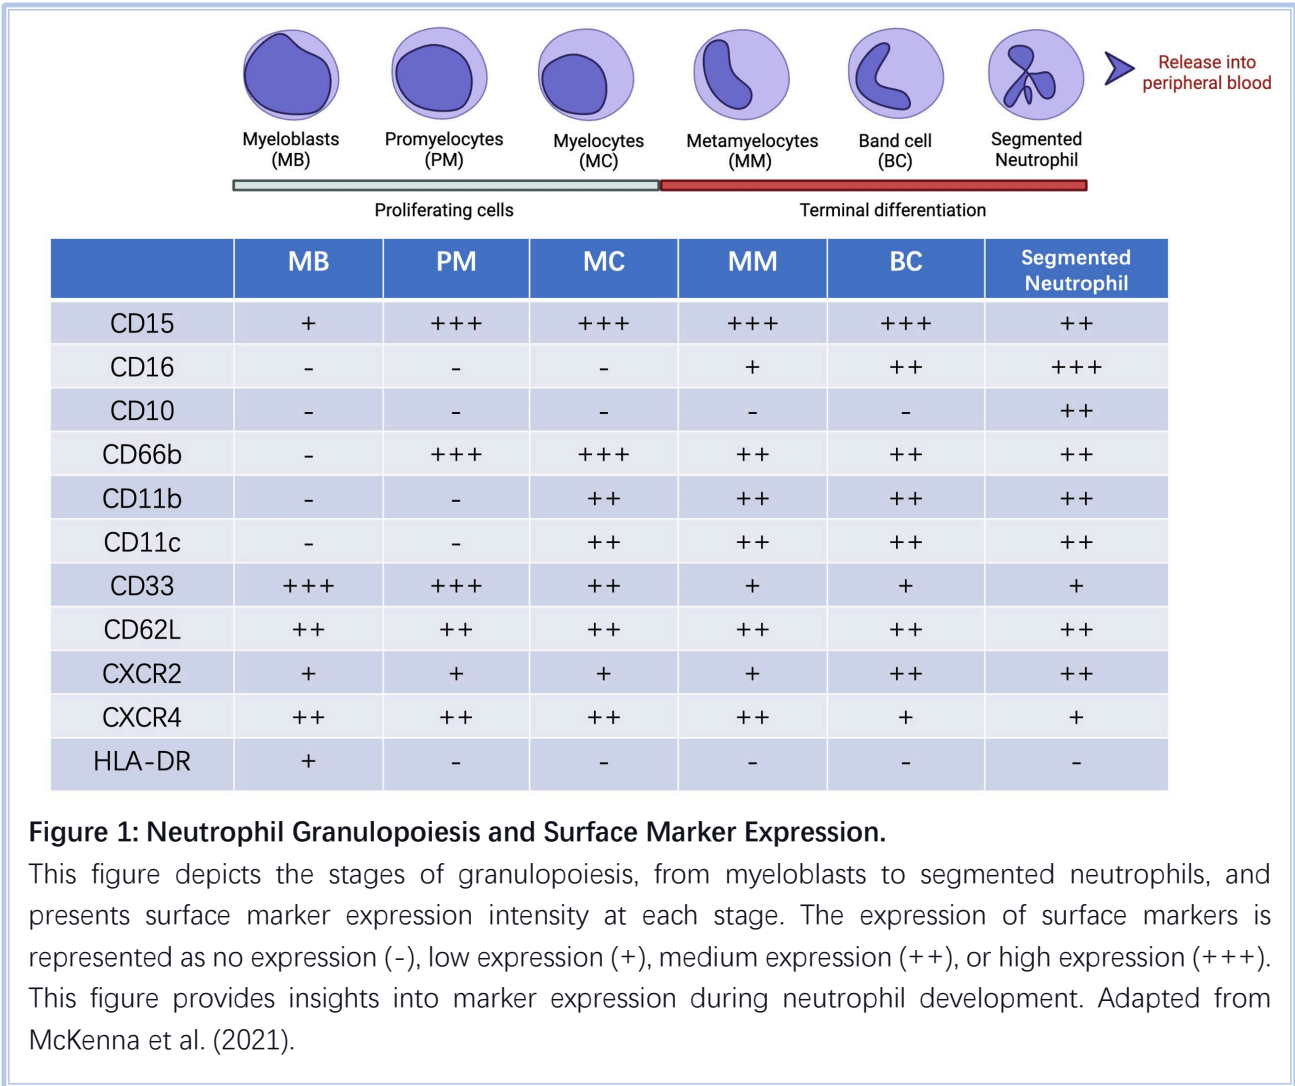 Myeloblasts
(MB)
Promyelocytes
(PM)
Myelocytes
(MC)
Metamyelocytes
(MM)
Band cell
(BC)
Segmented
Neutrophil
Release into
peripheral blood
Proliferating cells
Terminal differentiation
MB PM MC MM BC Segmented Neutrophil
CD15 + +++ +++ +++ +++ ++
CD16 - - - + ++ +++
CD10 - - - - - ++
CD66b - +++ +++ ++ ++ ++
CD11b - - ++ ++ ++ ++
CD11c - - ++ ++ ++ ++
CD33 +++ +++ ++ + + +
CD62L ++ ++ ++ ++ ++ ++
CXCR2 + + + + ++ ++
CXCR4 ++ ++ ++ ++ + +
HLA-DR + - - - - -
Figure 1: Neutrophil Granulopoiesis and Surface Marker Expression.
This figure depicts the stages of granulopoiesis, from myeloblasts to segmented neutrophils, and
presents surface marker expression intensity at each stage. The expression of surface markers is
represented as no expression (-), low expression (+), medium expression (++), or high expression (+++).
This figure provides insights into marker expression during neutrophil development. Adapted from
McKenna et al. (2021).